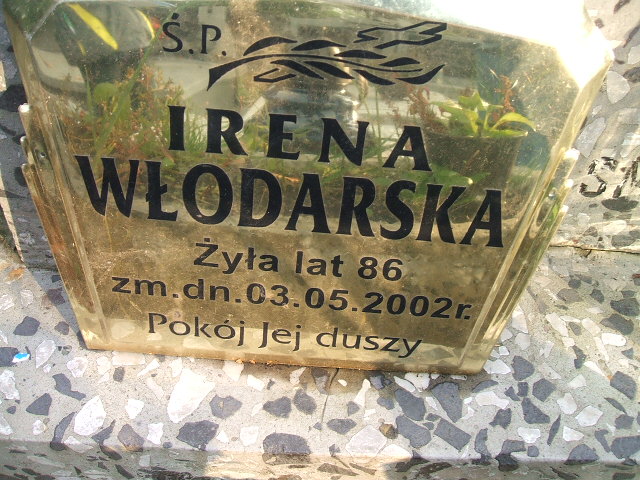 Ś.P.
IRENA
WŁODARSKA
Żyła lat 86
zm.dn.03.05.2002r.
Pokój Jej duszy